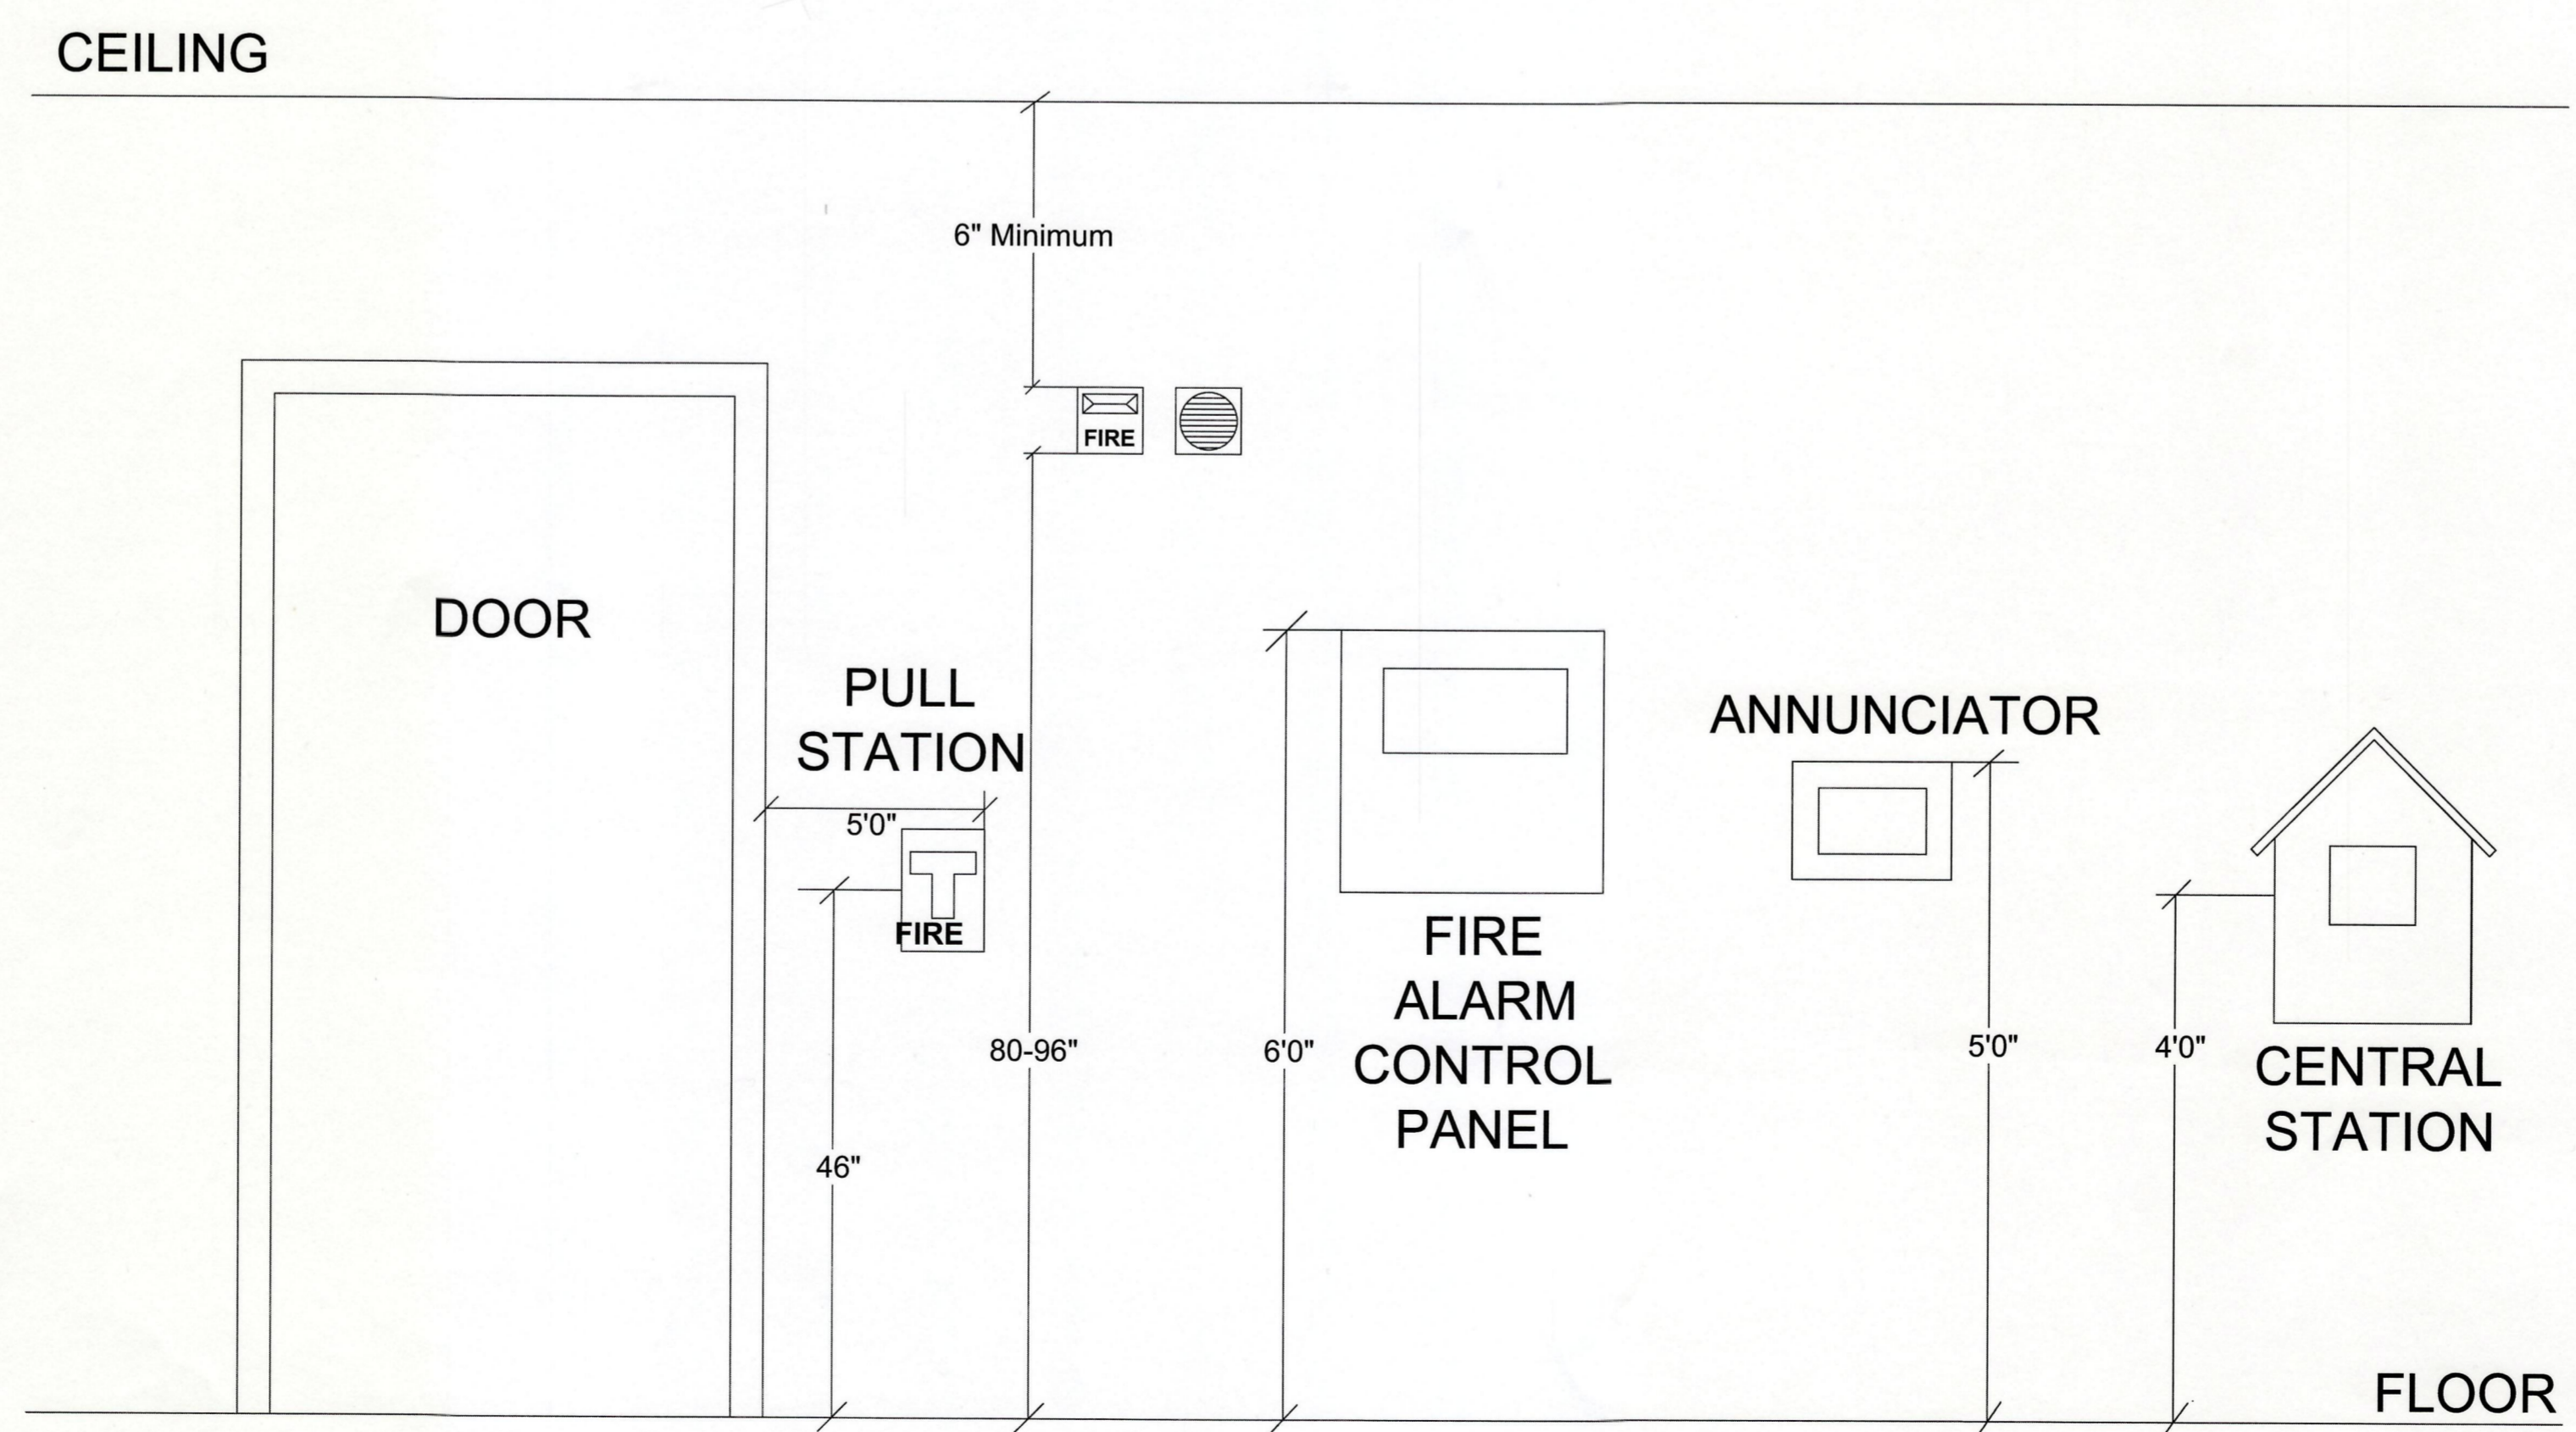 CEILING
6" Minimum
FIRE
DOOR
PULL
STATION
5'0"
FIRE
46"
80-96"
6'0"
FIRE
ALARM
CONTROL
PANEL
ANNUNCIATOR
5'0"
4'0"
CENTRAL
STATION
FLOOR